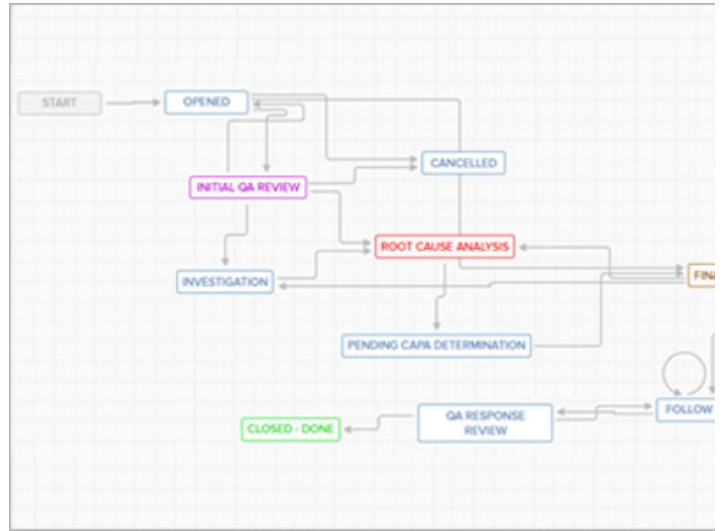 START
OPENED
CANCELLED
INITIAL QA REVIEW
ROOT CAUSE ANALYSIS
INVESTIGATION
FINA
PENDING CAPA DETERMINATION
FOLLOW
QA RESPONSE
REVIEW
CLOSED - DONE